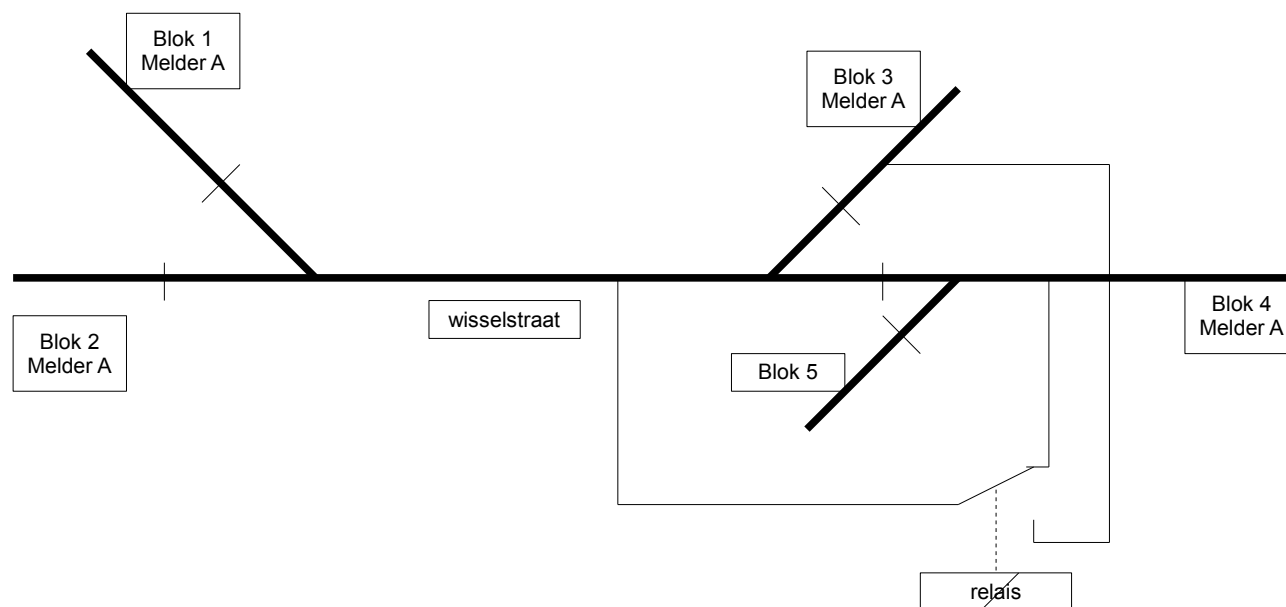 Blok 1
Melder A
Blok 3
Melder A
Blok 2
Melder A
wisselstraat
Blok 4
Melder A
Blok 5
relais